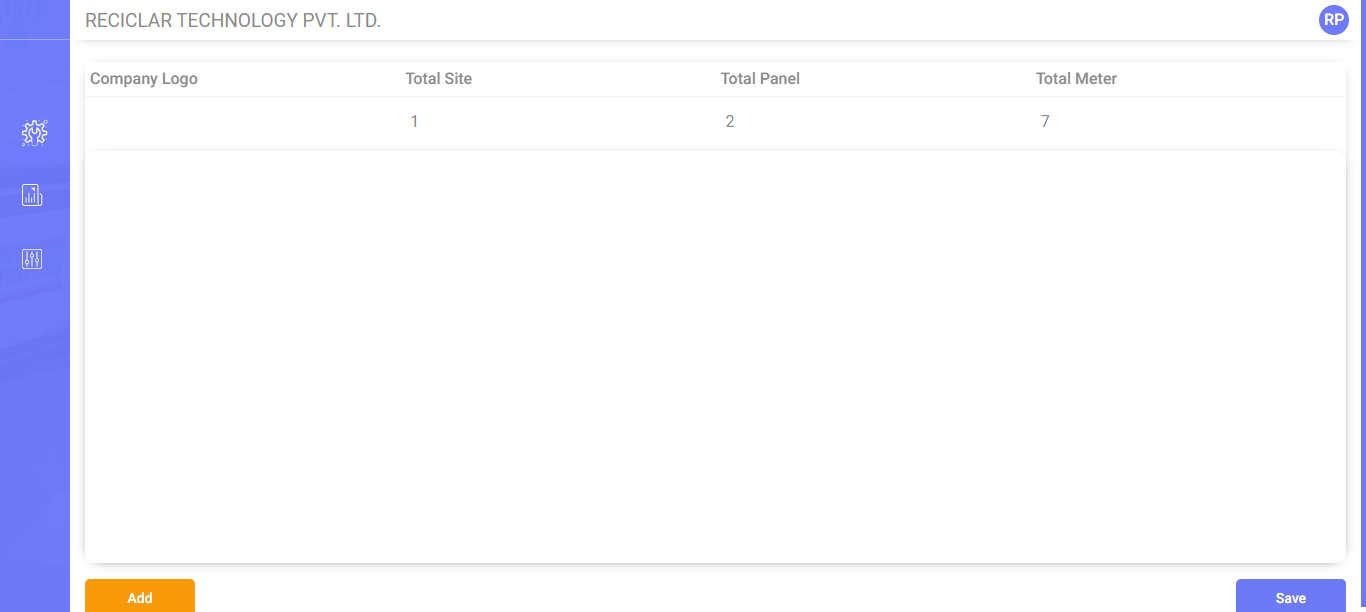 RECICLAR TECHNOLOGY PVT. LTD.
RP
Company Logo Total Site Total Panel Total Meter
1 2 7
Add Save